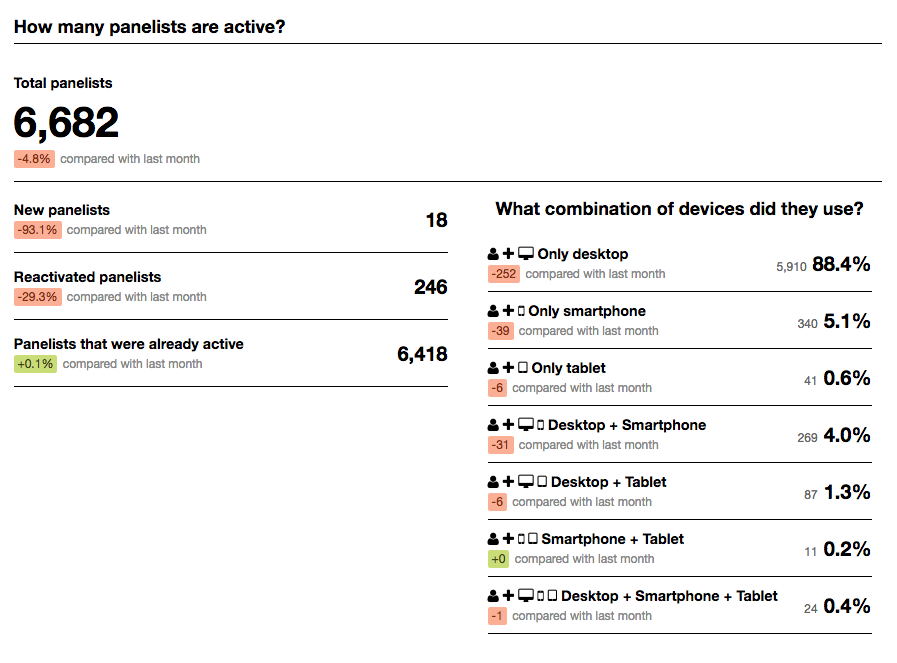 How many panelists are active?
Total panelists
6,682
-4.8% compared with last month
New panelists
-93.1% compared with last month
18
Reactivated panelists
-29.3% compared with last month
246
Panelists that were already active
+0.1% compared with last month
6,418
What combination of devices did they use?
Only desktop
-252 compared with last month
5,910 88.4%
Only smartphone
-39 compared with last month
340 5.1%
Only tablet
-6 compared with last month
41 0.6%
Desktop + Smartphone
-31 compared with last month
269 4.0%
Desktop + Tablet
-6 compared with last month
87 1.3%
Smartphone + Tablet
+0 compared with last month
11 0.2%
Desktop + Smartphone + Tablet
-1 compared with last month
24 0.4%